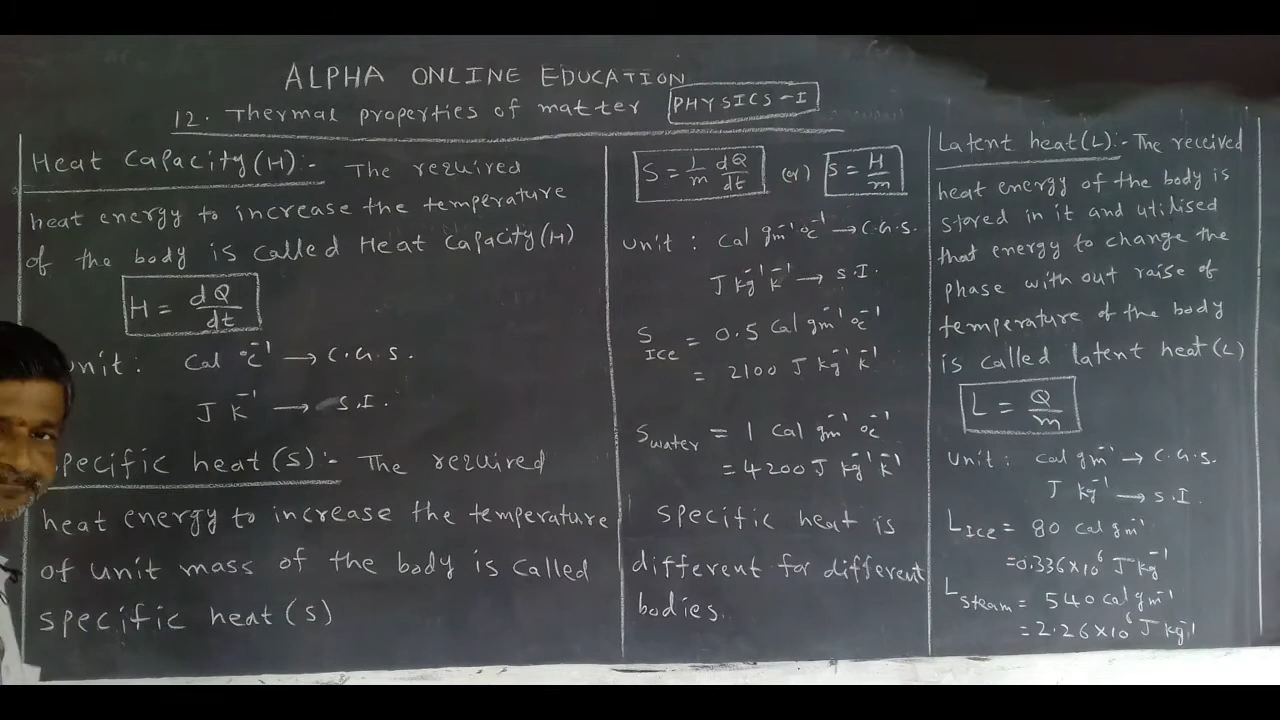 ALPHA ONLINE EDUCATION
12. Thermal properties of matter PHYSICS-I
Heat Capacity(H):- The required
heat energy to increase the temperature
of the body is called Heat Capacity(H)
H = dQ/dt
unit: Cal °C⁻¹ → C.G.S.
J K⁻¹ → S.I.
specific heat(s):- The required
heat energy to increase the temperature
of unit mass of the body is called
specific heat(s)
S = 1/m dQ/dt (or) S = H/m
unit: Cal gm⁻¹ °C⁻¹ → C.G.S.
J kg⁻¹ K⁻¹ → S.I.
S Ice = 0.5 Cal gm⁻¹ °C⁻¹
= 2100 J kg⁻¹ K⁻¹
S water = 1 Cal gm⁻¹ °C⁻¹
= 4200 J kg⁻¹ K⁻¹
specific heat is
different for different
bodies.
Latent heat(L):- The received
heat energy of the body is
stored in it and utilised
that energy to change the
phase with out raise of
temperature of the body
is called latent heat(L)
L = Q/m
unit: cal gm⁻¹ → C.G.S.
J kg⁻¹ → S.I.
L Ice = 80 cal gm⁻¹
= 0.336×10⁶ J kg⁻¹
L Steam = 540 cal gm⁻¹
= 2.26×10⁶ J kg⁻¹